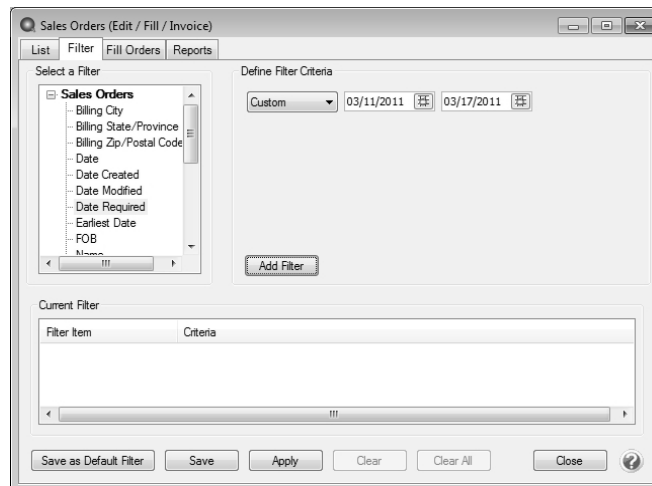 Sales Orders (Edit / Fill / Invoice)
List Filter Fill Orders Reports
Select a Filter
Sales Orders
Billing City
Billing State/Province
Billing Zip/Postal Code
Date
Date Created
Date Modified
Date Required
Earliest Date
FOB
Name
Define Filter Criteria
Custom 03/11/2011 03/17/2011
Add Filter
Current Filter
Filter Item Criteria
Save as Default Filter Save Apply Clear Clear All Close ?